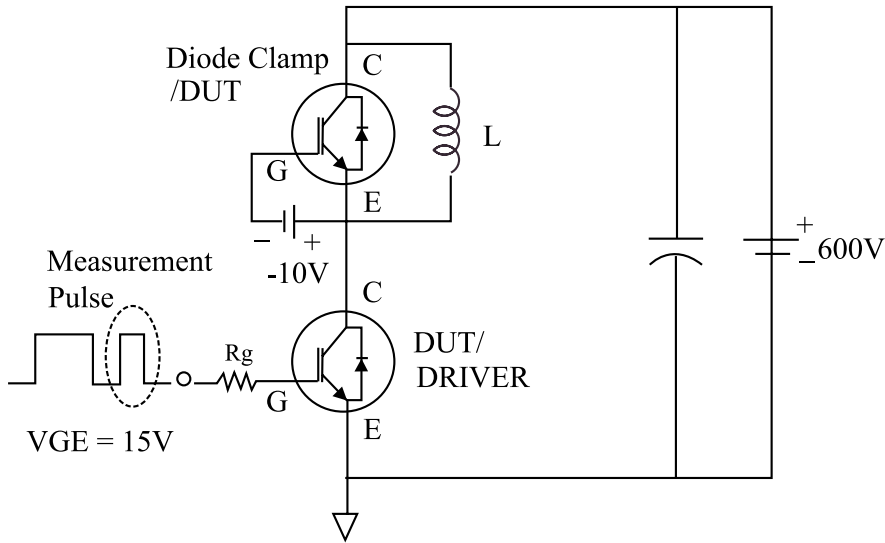 Diode Clamp
/DUT
C
G
E
L
− +
-10V
+
−600V
Measurement
Pulse
C
Rg
G
DUT/
DRIVER
E
VGE = 15V